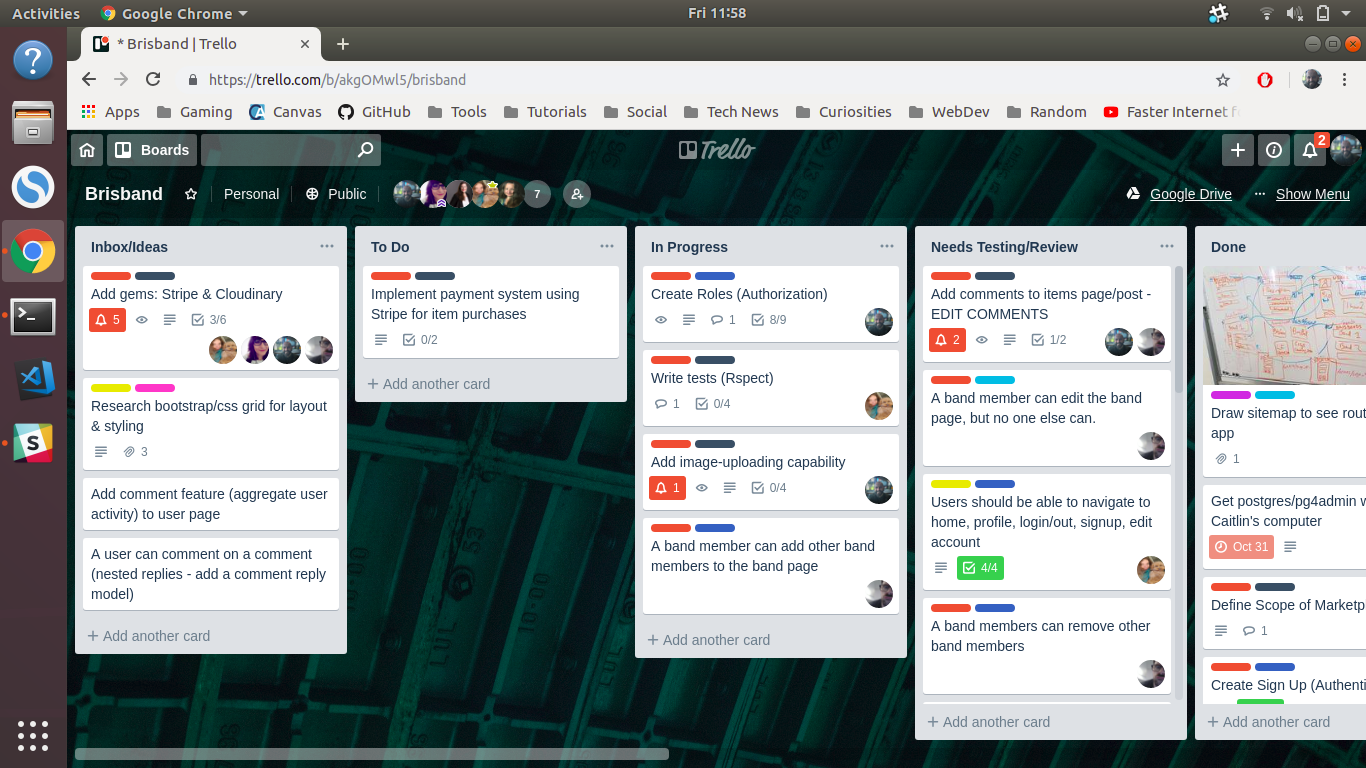 Activities
Google Chrome
Fri 11:58
* Brisband | Trello
https://trello.com/b/akgOMwl5/brisband
Apps
Gaming
Canvas
GitHub
Tools
Tutorials
Social
Tech News
Curiosities
WebDev
Random
Faster Internet f
Boards
Trello
2
Brisband
Personal
Public
7
Google Drive
Show Menu
Inbox/Ideas
Add gems: Stripe & Cloudinary
5
3/6
Research bootstrap/css grid for layout
& styling
3
Add comment feature (aggregate user
activity) to user page
A user can comment on a comment
(nested replies - add a comment reply
model)
Add another card
To Do
Implement payment system using
Stripe for item purchases
0/2
Add another card
In Progress
Create Roles (Authorization)
1
8/9
Write tests (Rspect)
1
0/4
Add image-uploading capability
1
0/4
A band member can add other band
members to the band page
Add another card
Needs Testing/Review
Add comments to items page/post -
EDIT COMMENTS
2
1/2
A band member can edit the band
page, but no one else can.
Users should be able to navigate to
home, profile, login/out, signup, edit
account
4/4
A band members can remove other
band members
Add another card
Done
Draw sitemap to see rout
app
1
Get postgres/pg4admin w
Caitlin's computer
Oct 31
Define Scope of Marketp
1
Create Sign Up (Authenti
Add another card